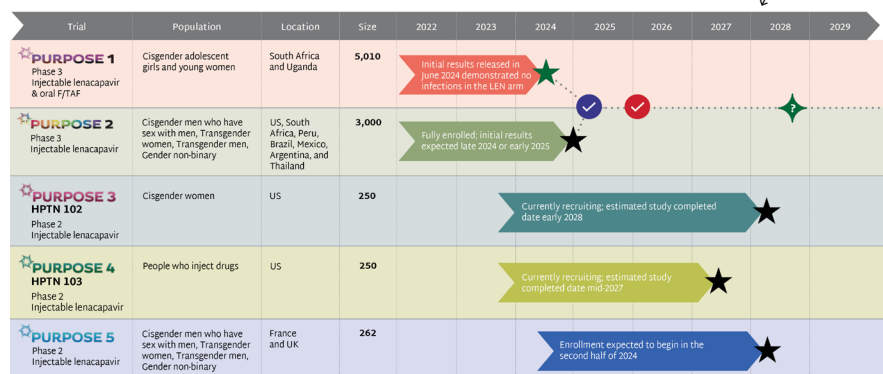 Trial Population Location Size 2022 2023 2024 2025 2026 2027 2028 2029
PURPOSE 1
Phase 3
Injectable lenacapavir
& oral F/TAF
Cisgender adolescent
girls and young women
South Africa
and Uganda
5,010
Initial results released in
June 2024 demonstrated no
infections in the LEN arm
?
PURPOSE 2
Phase 3
Injectable lenacapavir
Cisgender men who have
sex with men, Transgender
women, Transgender men,
Gender non-binary
US, South
Africa, Peru,
Brazil, Mexico,
Argentina, and
Thailand
3,000
Fully enrolled; initial results
expected late 2024 or early 2025
PURPOSE 3
HPTN 102
Phase 2
Injectable lenacapavir
Cisgender women
US
250
Currently recruiting; estimated study completed
date early 2028
PURPOSE 4
HPTN 103
Phase 2
Injectable lenacapavir
People who inject drugs
US
250
Currently recruiting; estimated study
completed date mid-2027
PURPOSE 5
Phase 2
Injectable lenacapavir
Cisgender men who have
sex with men, Transgender
women, Transgender men,
Gender non-binary
France
and UK
262
Enrollment expected to begin in the
second half of 2024